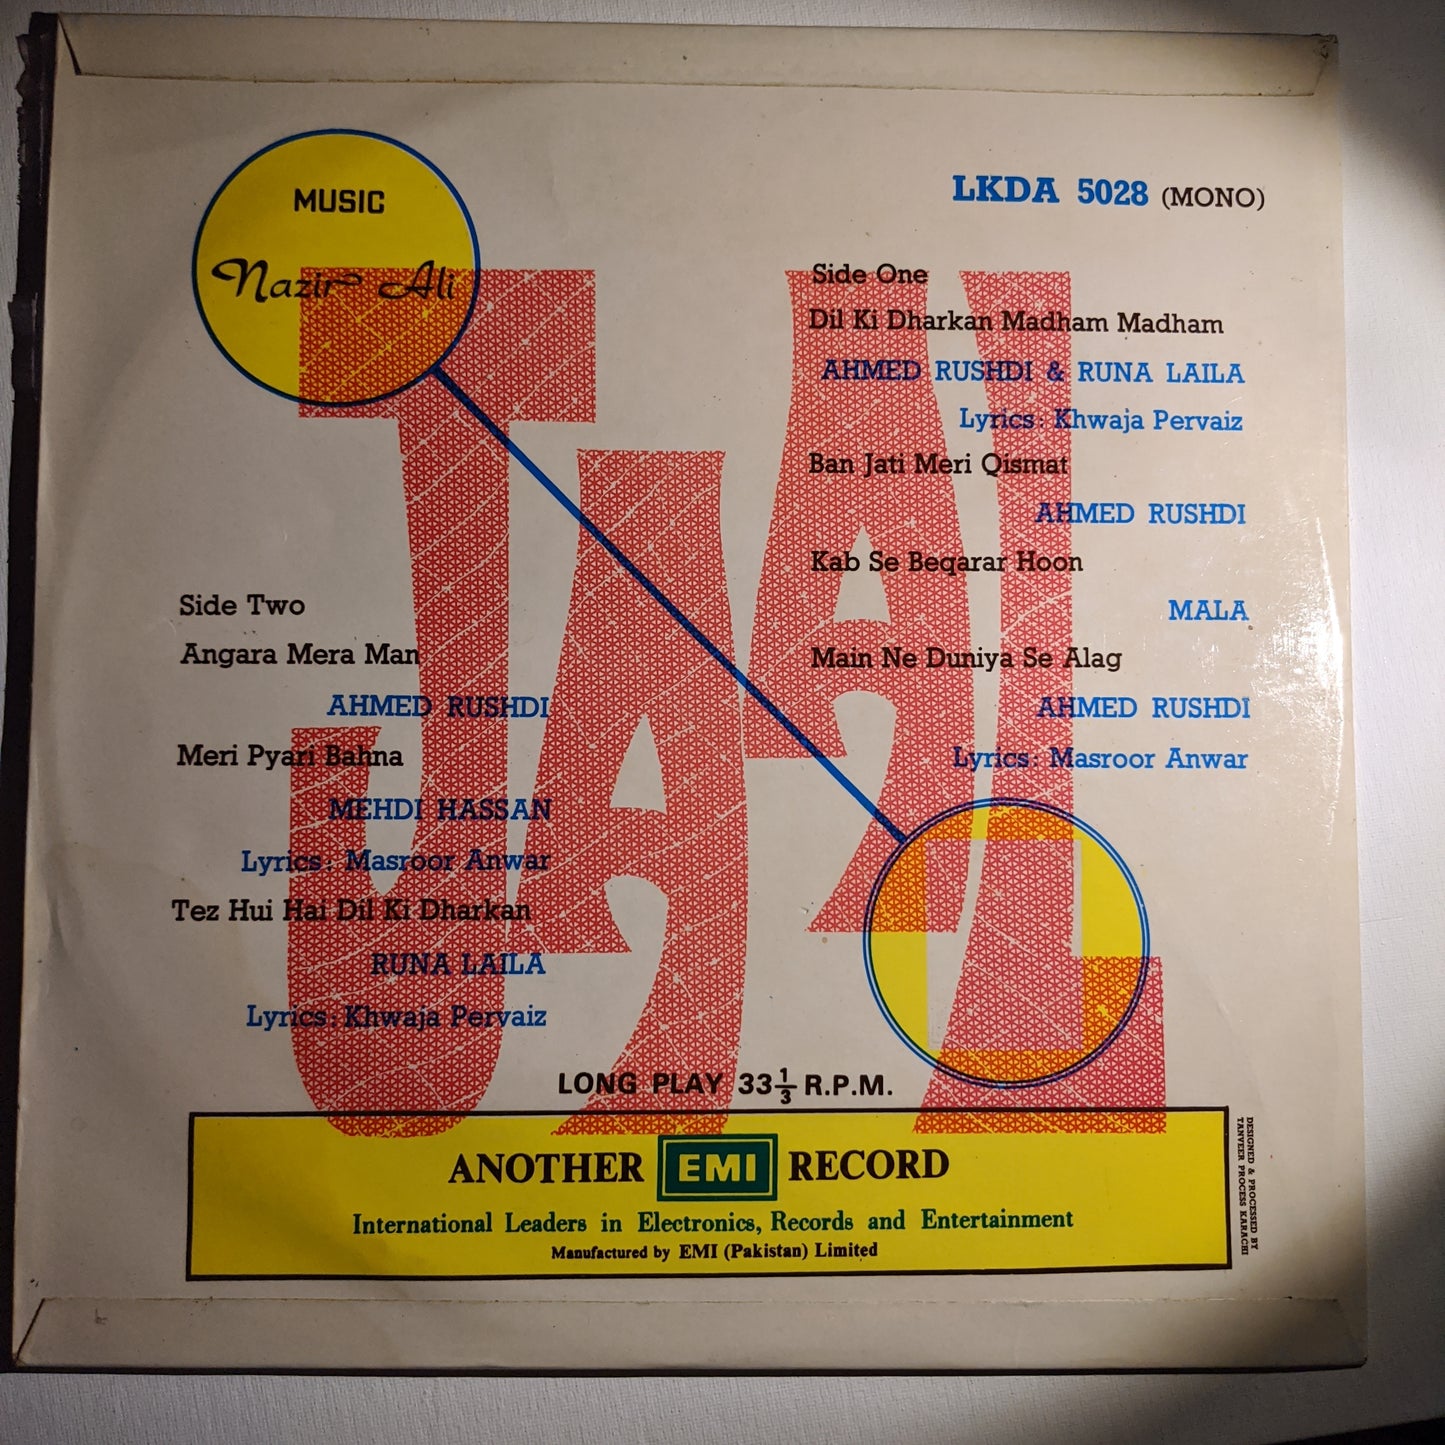 MUSIC
Nazir Ali
JAAL
LKDA 5028 (MONO)
Side One
Dil Ki Dharkan Madham Madham
AHMED RUSHDI & RUNA LAILA
Lyrics: Khwaja Pervaiz
Ban Jati Meri Qismat
AHMED RUSHDI
Kab Se Beqarar Hoon
MALA
Main Ne Duniya Se Alag
AHMED RUSHDI
Lyrics: Masroor Anwar
Side Two
Angara Mera Man
AHMED RUSHDI
Meri Pyari Bahna
MEHDI HASSAN
Lyrics: Masroor Anwar
Tez Hui Hai Dil Ki Dharkan
RUNA LAILA
Lyrics: Khwaja Pervaiz
LONG PLAY 33 1/3 R.P.M.
ANOTHER EMI RECORD
International Leaders in Electronics, Records and Entertainment
Manufactured by EMI (Pakistan) Limited
DESIGNED & PROCESSED BY
TANVEER PROCESS KARACHI